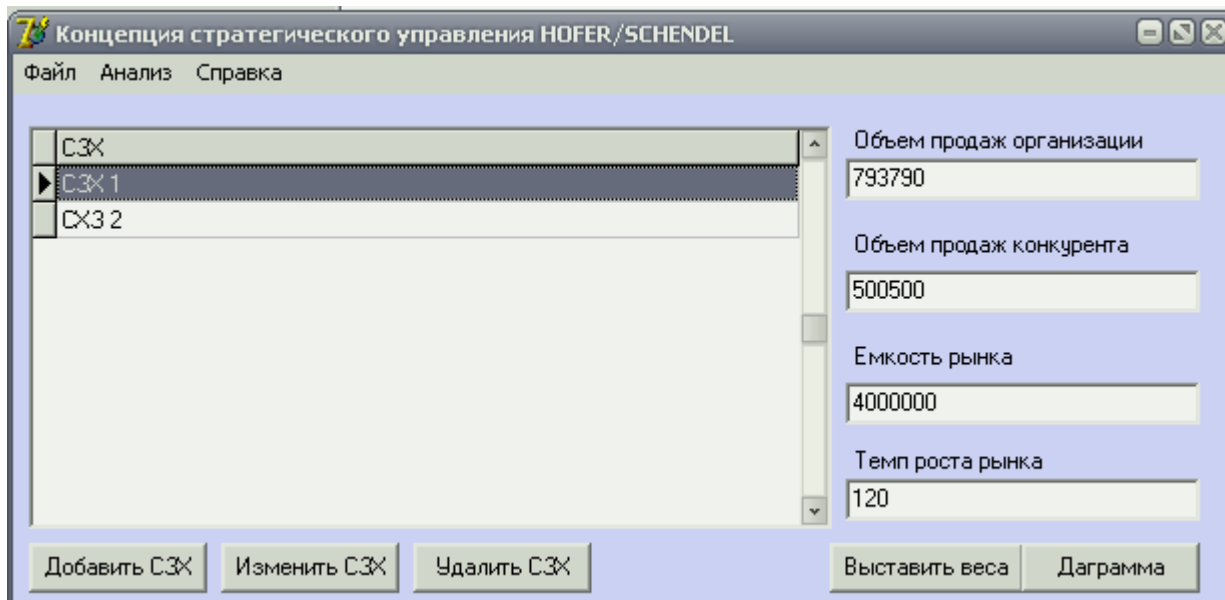 Концепция стратегического управления HOFER/SCHENDEL
Файл Анализ Справка
СЗХ
СЗХ 1
СХЗ 2
Объем продаж организации
793790
Объем продаж конкурента
500500
Емкость рынка
4000000
Темп роста рынка
120
Добавить СЗХ Изменить СЗХ Удалить СЗХ Выставить веса Даграмма